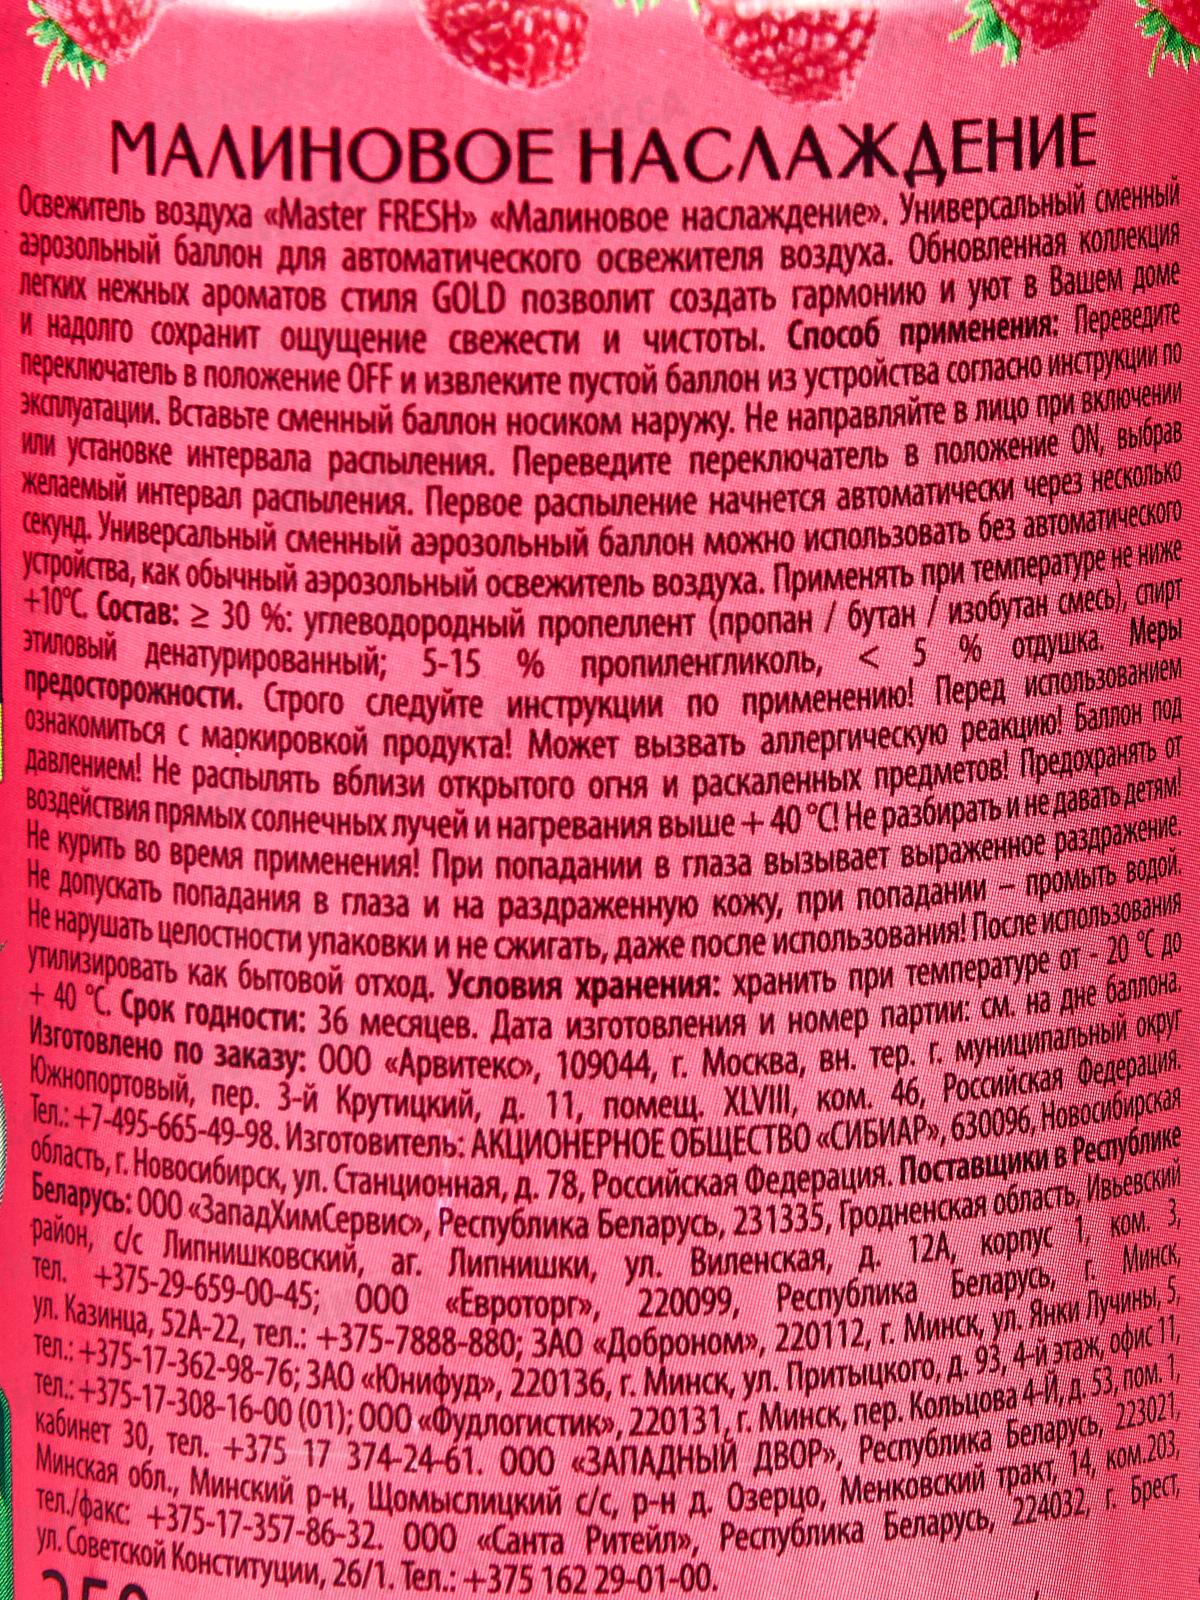 МАЛИНОВОЕ НАСЛАЖДЕНИЕ
Освежитель воздуха «Master FRESH» «Малиновое наслаждение». Универсальный сменный
аэрозольный баллон для автоматического освежителя воздуха. Обновленная коллекция
легких нежных ароматов стиля GOLD позволит создать гармонию и уют в Вашем доме
и надолго сохранит ощущение свежести и чистоты. Способ применения: Переведите
переключатель в положение OFF и извлеките пустой баллон из устройства согласно инструкции по
эксплуатации. Вставьте сменный баллон носиком наружу. Не направляйте в лицо при включении
или установке интервала распыления. Переведите переключатель в положение ON, выбрав
желаемый интервал распыления. Первое распыление начнется автоматически через несколько
секунд. Универсальный сменный аэрозольный баллон можно использовать без автоматического
устройства, как обычный аэрозольный освежитель воздуха. Применять при температуре не ниже
+10°С. Состав: ≥ 30 %: углеводородный пропеллент (пропан / бутан / изобутан смесь), спирт
этиловый денатурированный; 5-15 % пропиленгликоль, < 5 % отдушка. Меры
предосторожности. Строго следуйте инструкции по применению! Перед использованием
ознакомиться с маркировкой продукта! Может вызвать аллергическую реакцию! Баллон под
давлением! Не распылять вблизи открытого огня и раскаленных предметов! Предохранять от
воздействия прямых солнечных лучей и нагревания выше + 40 °С! Не разбирать и не давать детям!
Не курить во время применения! При попадании в глаза вызывает выраженное раздражение.
Не допускать попадания в глаза и на раздраженную кожу, при попадании – промыть водой.
Не нарушать целостности упаковки и не сжигать, даже после использования! После использования
утилизировать как бытовой отход. Условия хранения: хранить при температуре от - 20 °С до
+ 40 °С. Срок годности: 36 месяцев. Дата изготовления и номер партии: см. на дне баллона.
Изготовлено по заказу: ООО «Арвитекс», 109044, г. Москва, вн. тер. г. муниципальный округ
Южнопортовый, пер. 3-й Крутицкий, д. 11, помещ. XLVIII, ком. 46, Российская Федерация.
Тел.: +7-495-665-49-98. Изготовитель: АКЦИОНЕРНОЕ ОБЩЕСТВО «СИБИАР», 630096, Новосибирская
область, г. Новосибирск, ул. Станционная, д. 78, Российская Федерация. Поставщики в Республике
Беларусь: ООО «ЗападХимСервис», Республика Беларусь, 231335, Гродненская область, Ивьевский
район, с/с Липнишковский, аг. Липнишки, ул. Виленская, д. 12А, корпус 1, ком. 3,
тел. +375-29-659-00-45; ООО «Евроторг», 220099, Республика Беларусь, г. Минск,
ул. Казинца, 52А-22, тел.: +375-7888-880; ЗАО «Доброном», 220112, г. Минск, ул. Янки Лучины, 5,
тел.: +375-17-362-98-76; ЗАО «Юнифуд», 220136, г. Минск, ул. Притыцкого, д. 93, 4-й этаж, офис 11,
тел.: +375-17-308-16-00 (01); ООО «Фудлогистик», 220131, г. Минск, пер. Кольцова 4-Й, д. 53, пом. 1,
кабинет 30, тел. +375 17 374-24-61. ООО «ЗАПАДНЫЙ ДВОР», Республика Беларусь, 223021,
Минская обл., Минский р-н, Щомыслицкий с/с, р-н д. Озерцо, Менковский тракт, 14, ком.203,
тел./факс: +375-17-357-86-32. ООО «Санта Ритейл», Республика Беларусь, 224032, г. Брест,
ул. Советской Конституции, 26/1. Тел.: +375 162 29-01-00.